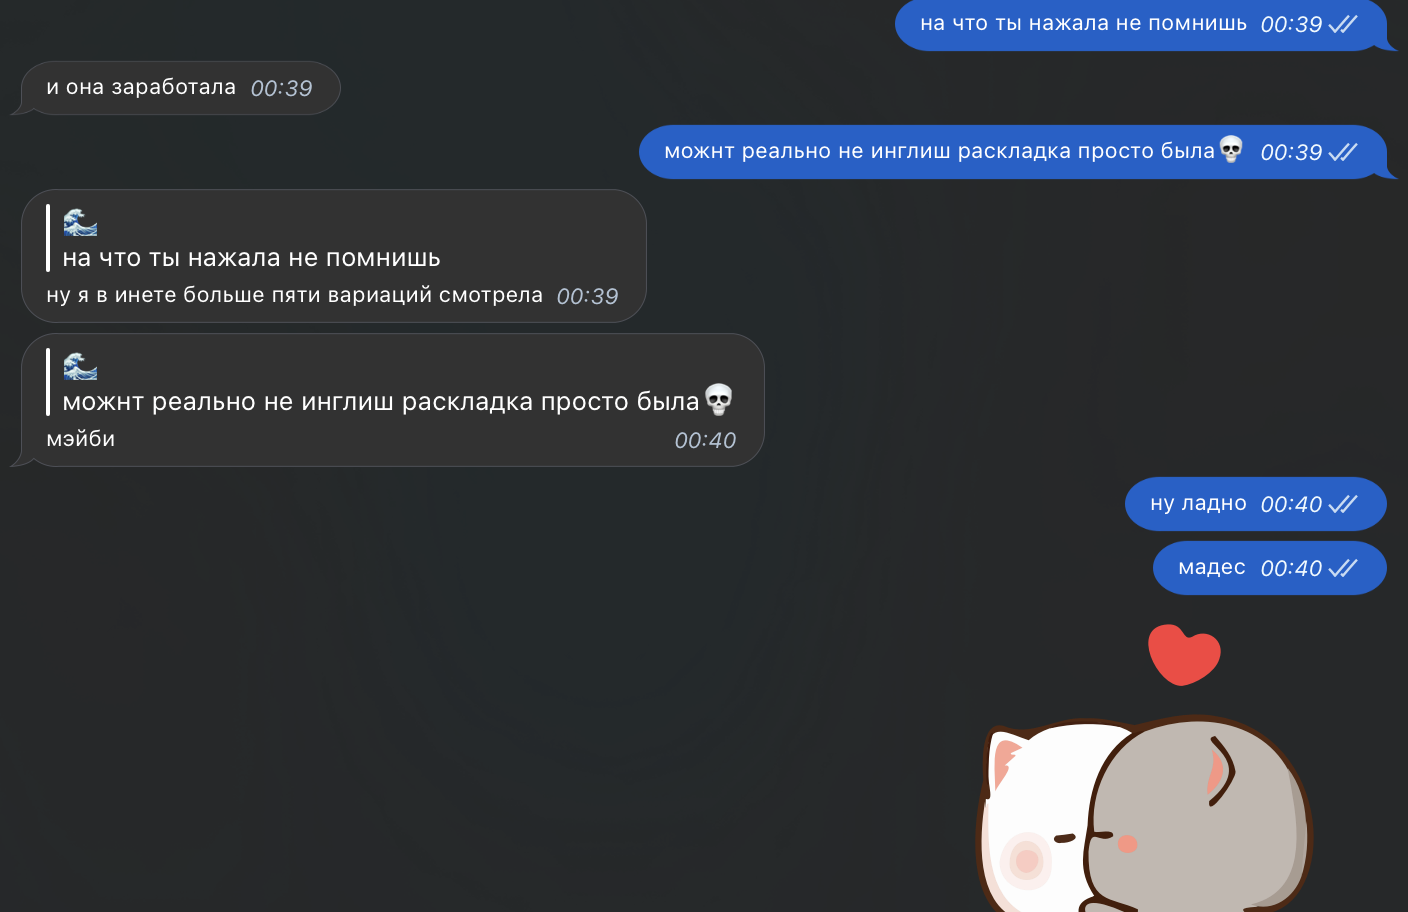 на что ты нажала не помнишь 00:39
и она заработала 00:39
можнт реально не инглиш раскладка просто была💀 00:39
🌊
на что ты нажала не помнишь
ну я в инете больше пяти вариаций смотрела 00:39
🌊
можнт реально не инглиш раскладка просто была💀
мэйби 00:40
ну ладно 00:40
мадес 00:40